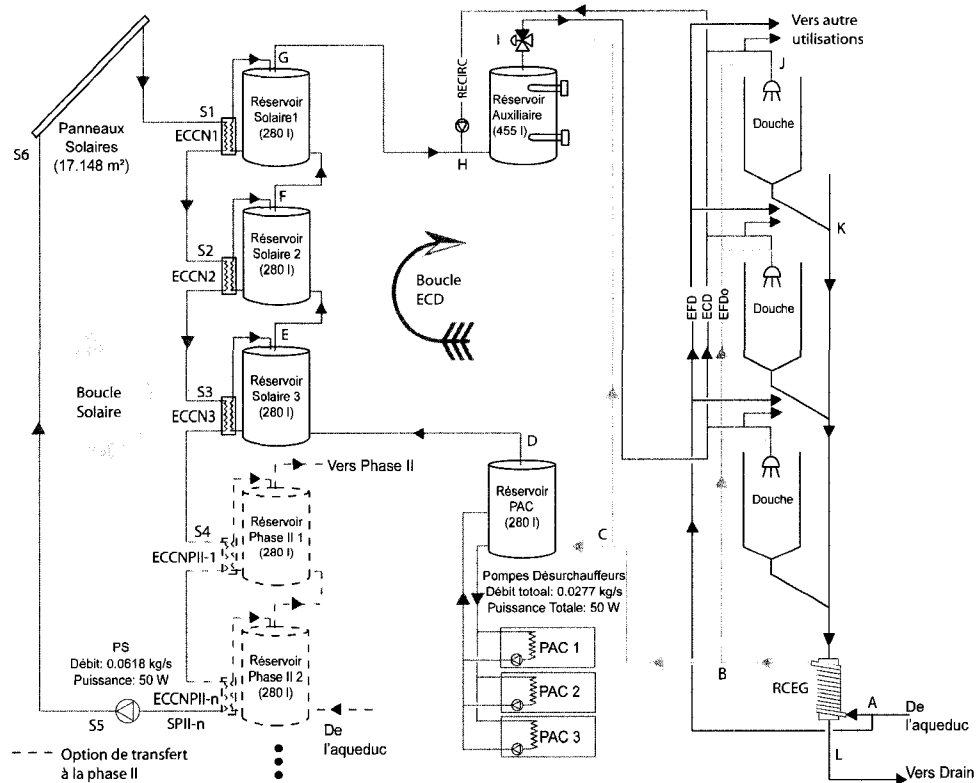 G
S1
ECCN1
Réservoir
Solaire1
(280 l)
Panneaux
Solaires
(17.148 m²)
S6
F
S2
ECCN2
Réservoir
Solaire 2
(280 l)
E
S3
ECCN3
Réservoir
Solaire 3
(280 l)
Boucle
Solaire
Boucle
ECD
RECIRC
H
I
Réservoir
Auxiliaire
(455 l)
Vers autre
utilisations
J
Douche
K
Douche
EFD
ECD
EFDo
Douche
D
Réservoir
PAC
(280 l)
C
Vers Phase II
S4
ECCNPII-1
Réservoir
Phase II 1
(280 l)
Pompes Désurchauffeurs
Débit totoal: 0.0277 kg/s
Puissance Totale: 50 W
PAC 1
PAC 2
PAC 3
PS
Débit: 0.0618 kg/s
Puissance: 50 W
ECCNPII-n
S5
SPII-n
Réservoir
Phase II 2
(280 l)
De
l'aqueduc
B
RCEG
A
De
l'aqueduc
L
Vers Drain
Option de transfert
à la phase II